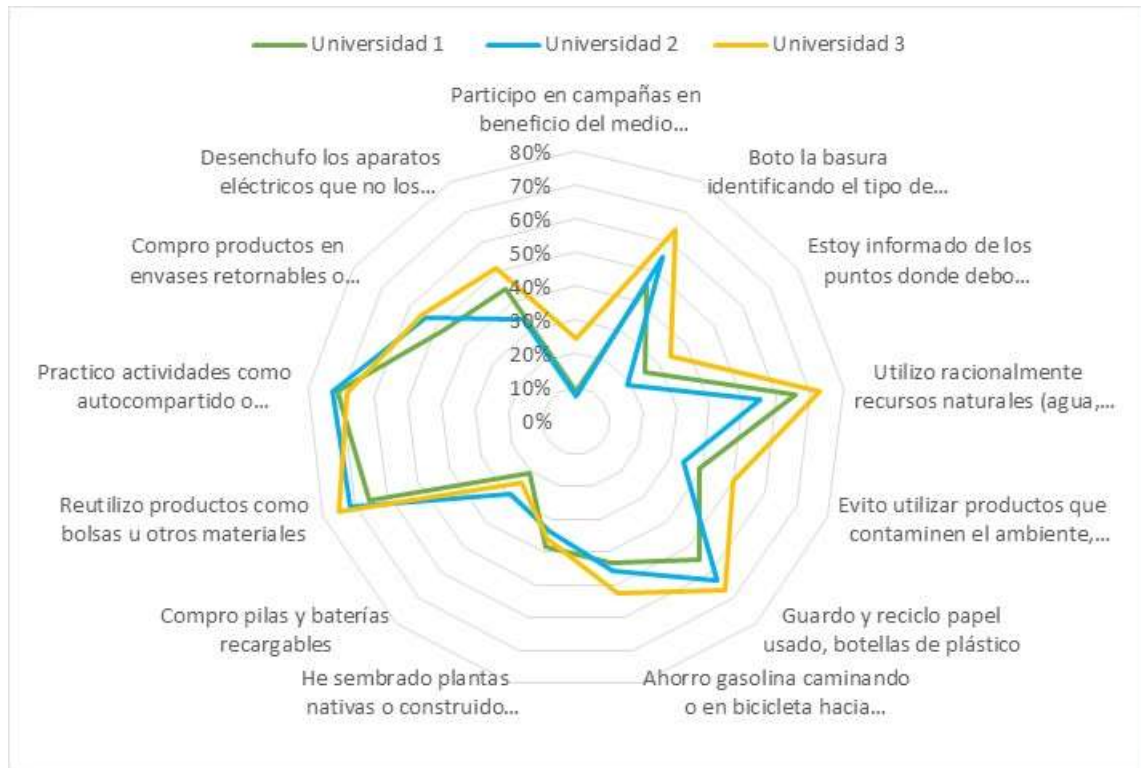 Universidad 1
Universidad 2
Universidad 3
Participo en campañas en
beneficio del medio...
Boto la basura
identificando el tipo de...
Estoy informado de los
puntos donde debo...
Utilizo racionalmente
recursos naturales (agua,...
Evito utilizar productos que
contaminen el ambiente,...
Guardo y reciclo papel
usado, botellas de plástico
Ahorro gasolina caminando
o en bicicleta hacia...
He sembrado plantas
nativas o construido...
Compro pilas y baterías
recargables
Reutilizo productos como
bolsas u otros materiales
Practico actividades como
autocompartido o...
Compro productos en
envases retornables o...
Desenchufo los aparatos
eléctricos que no los...
80%
70%
60%
50%
40%
30%
20%
10%
0%